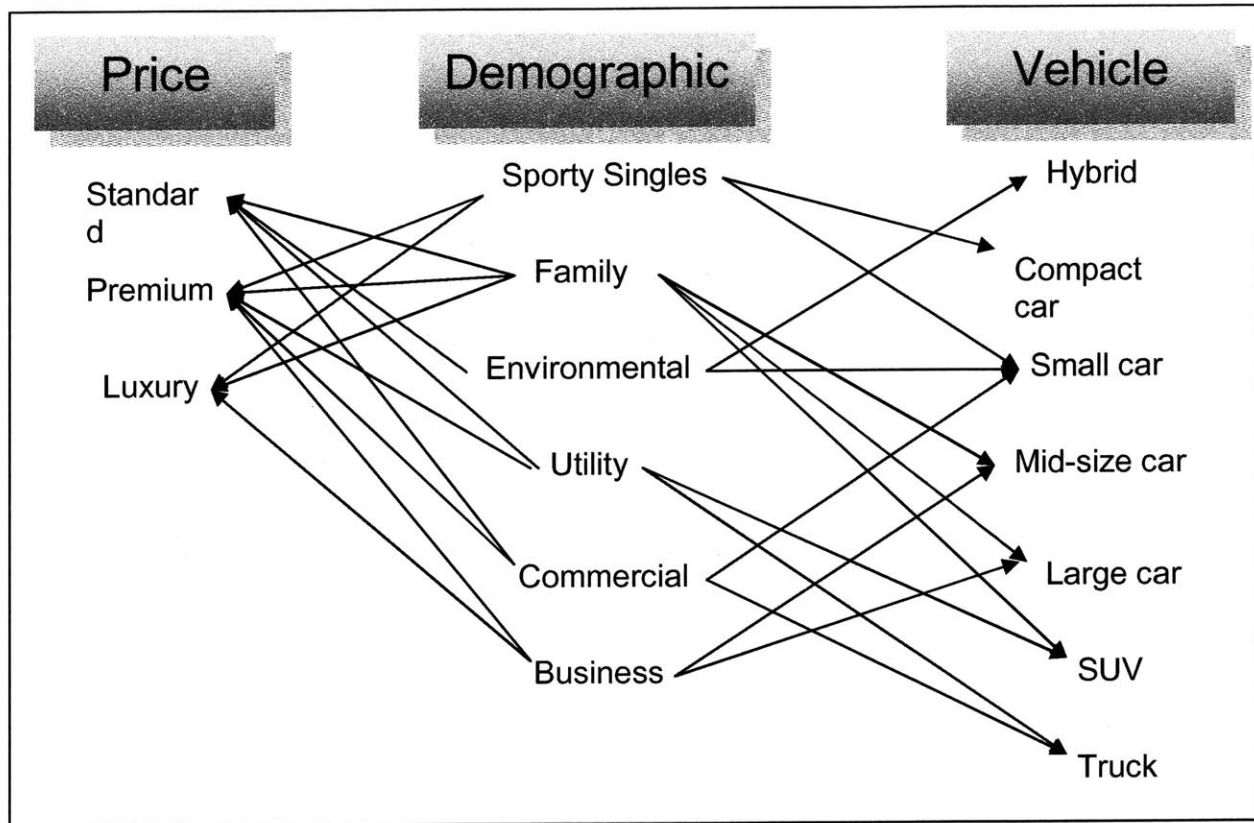 Price
Demographic
Vehicle
Standar
d
Premium
Luxury
Sporty Singles
Family
Environmental
Utility
Commercial
Business
Hybrid
Compact
car
Small car
Mid-size car
Large car
SUV
Truck